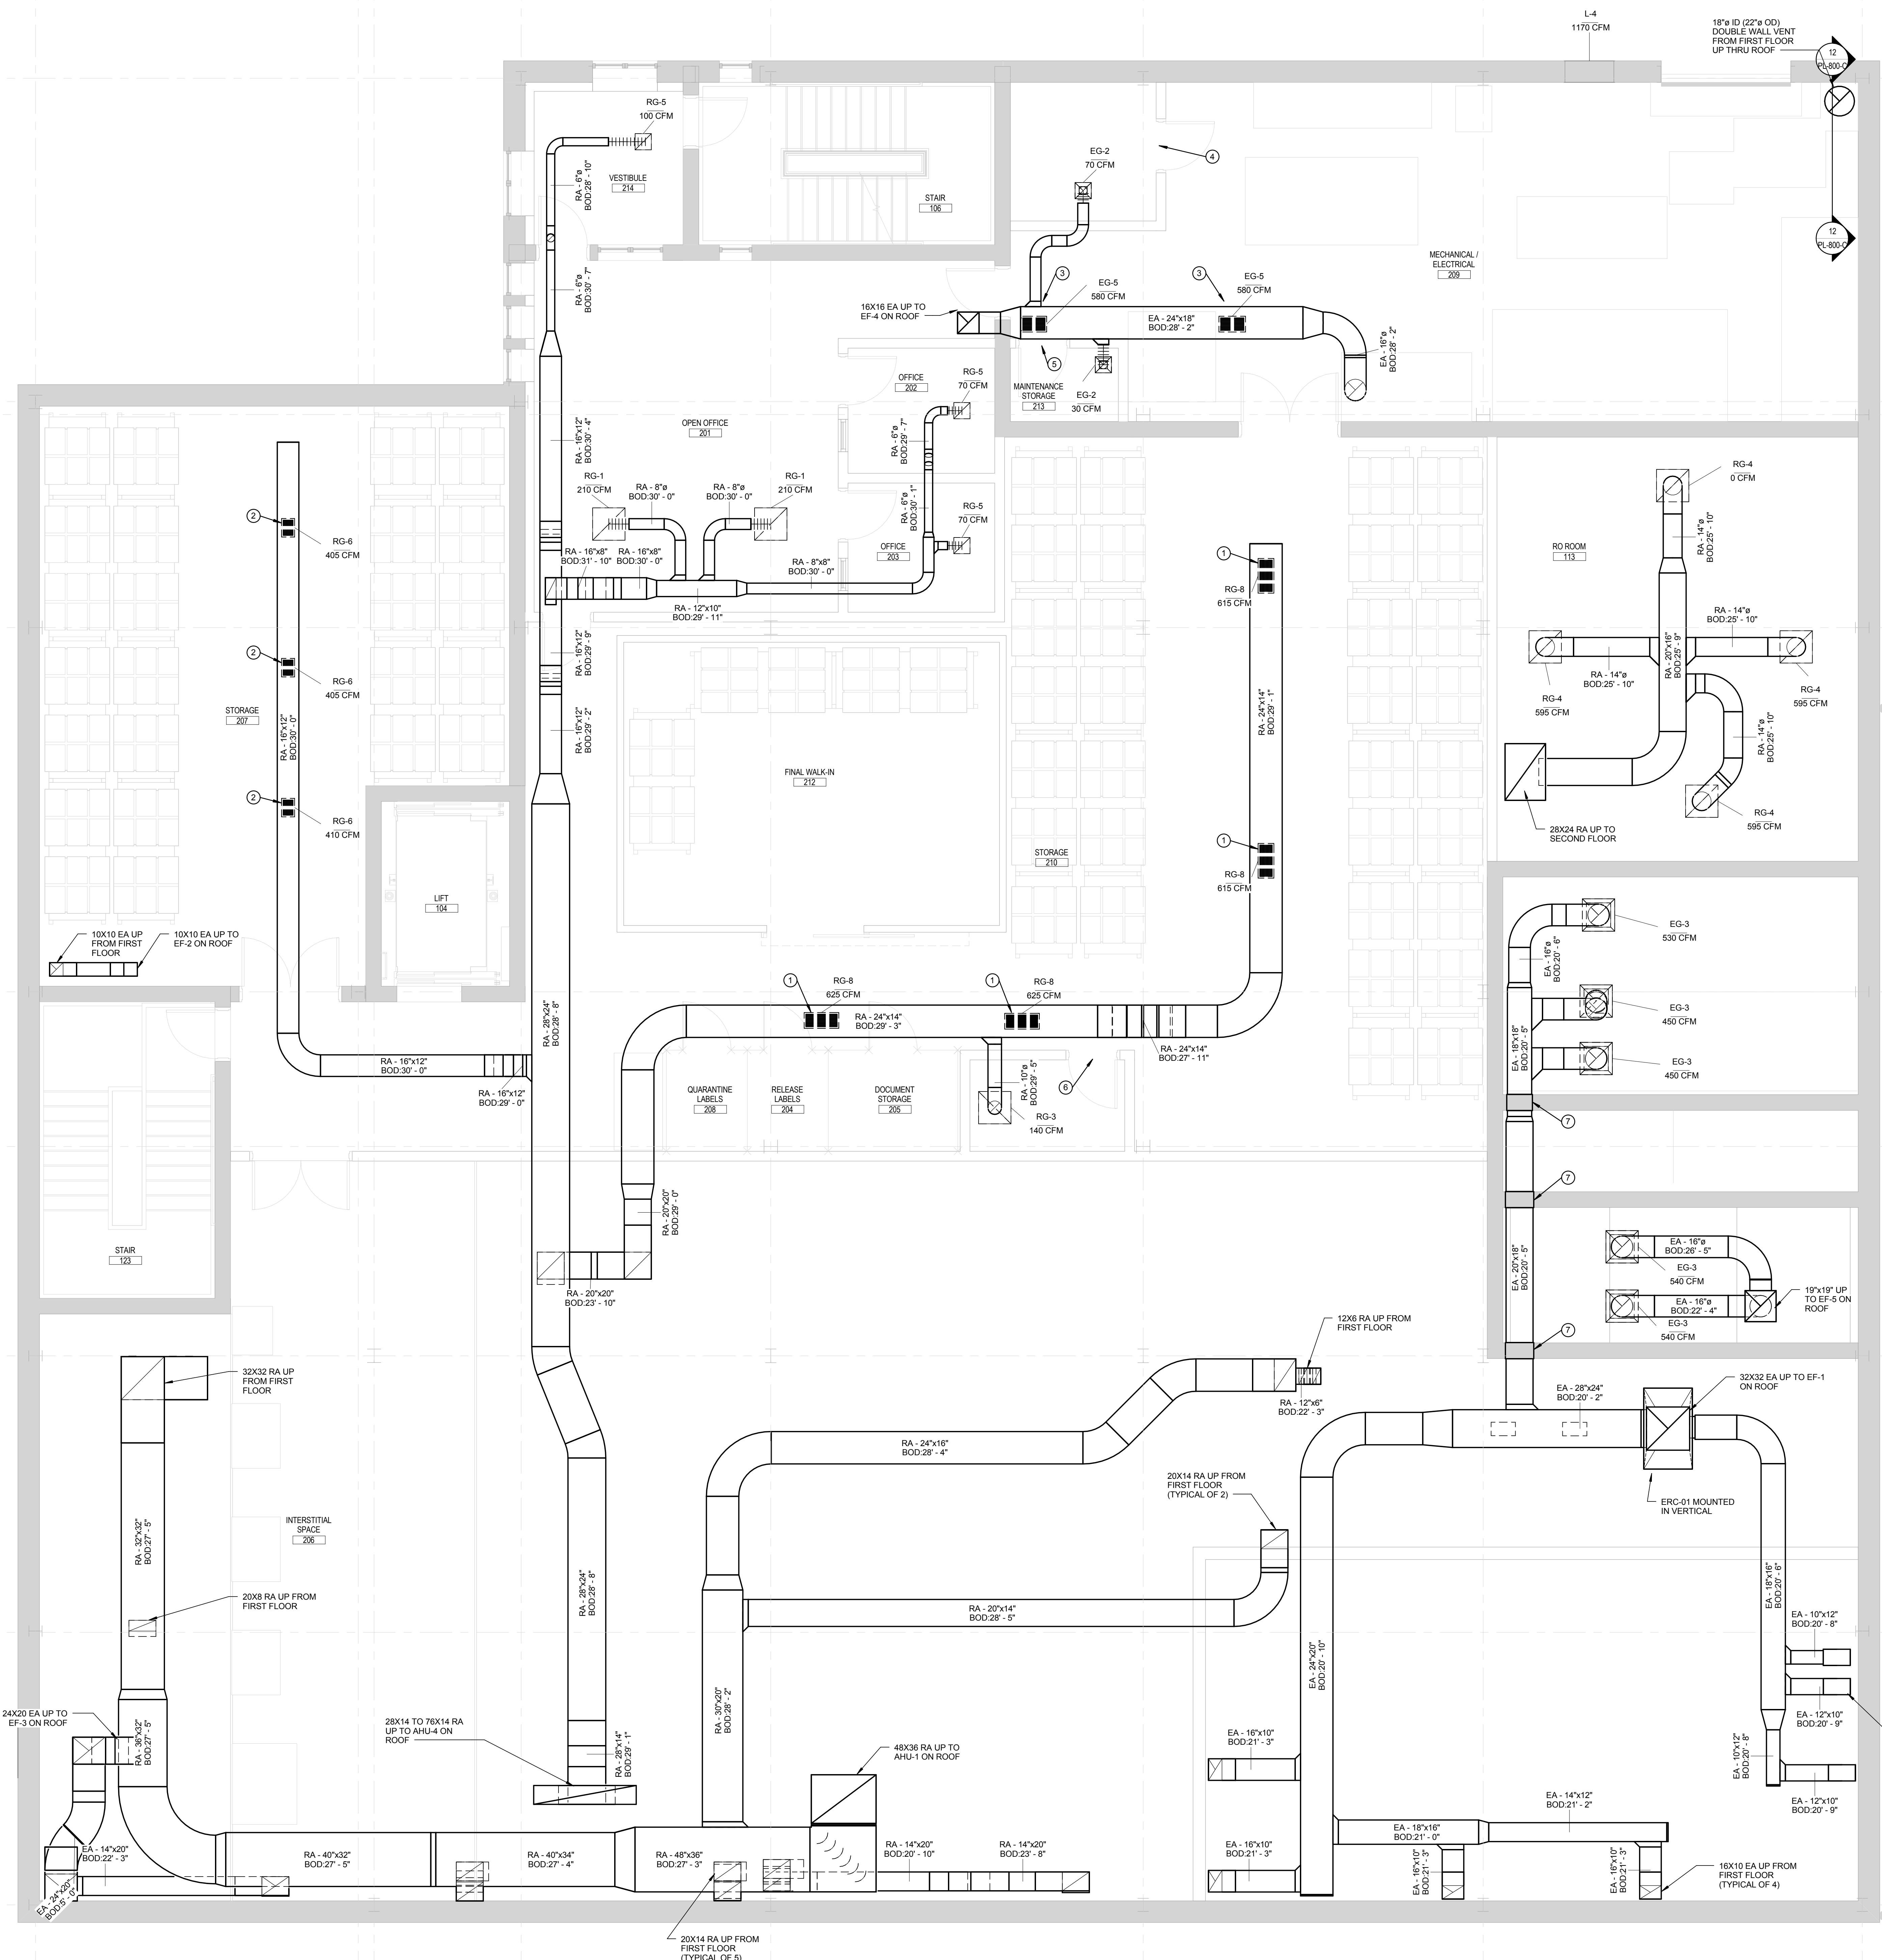 L-4
1170 CFM
18"ø ID (22"ø OD)
DOUBLE WALL VENT
FROM FIRST FLOOR
UP THRU ROOF
12
PL-800-C
12
PL-800-C
RG-5
100 CFM
RA - 6"ø
BOD:28' - 10"
VESTIBULE
214
STAIR
106
EG-2
70 CFM
4
MECHANICAL /
ELECTRICAL
209
RA - 6"ø
BOD:30' - 7"
16X16 EA UP TO
EF-4 ON ROOF
3
EG-5
580 CFM
3
EG-5
580 CFM
EA - 24"x18"
BOD:28' - 2"
EA - 16"ø
BOD:28' - 2"
5
MAINTENANCE
STORAGE
213
EG-2
30 CFM
OFFICE
202
RG-5
70 CFM
RA - 16"x12"
BOD:30' - 4"
OPEN OFFICE
201
RA - 6"ø
BOD:29' - 7"
RG-1
210 CFM
RA - 8"ø
BOD:30' - 0"
RA - 8"ø
BOD:30' - 0"
RG-1
210 CFM
RA - 6"ø
BOD:30' - 1"
RG-5
70 CFM
OFFICE
203
RA - 16"x8"
BOD:31' - 10"
RA - 16"x8"
BOD:30' - 0"
RA - 8"x8"
BOD:30' - 0"
RA - 12"x10"
BOD:29' - 11"
RG-4
0 CFM
RA - 14"ø
BOD:25' - 10"
RO ROOM
113
RA - 14"ø
BOD:25' - 10"
RA - 20"x16"
BOD:25' - 9"
RA - 14"ø
BOD:25' - 10"
RG-4
595 CFM
RG-4
595 CFM
RA - 14"ø
BOD:25' - 10"
RG-4
595 CFM
28X24 RA UP TO
SECOND FLOOR
2
RG-6
405 CFM
2
RG-6
405 CFM
STORAGE
207
RA - 16"x12"
BOD:30'- 0"
2
RG-6
410 CFM
1
RG-8
615 CFM
RA - 16"x12"
BOD:29' - 9"
RA - 16"x12"
BOD:29' - 2"
RA - 24"x14"
BOD:29' - 1"
FINAL WALK-IN
212
STORAGE
210
1
RG-8
615 CFM
LIFT
104
10X10 EA UP
FROM FIRST
FLOOR
10X10 EA UP TO
EF-2 ON ROOF
EG-3
530 CFM
EA - 16"ø
BOD:20' - 6"
EG-3
450 CFM
EA - 18"x18"
BOD:20' - 5"
EG-3
450 CFM
1
RG-8
625 CFM
1
RG-8
625 CFM
RA - 24"x14"
BOD:29' - 3"
RA - 28"x24"
BOD:28' - 8"
RA - 16"x12"
BOD:30' - 0"
RA - 16"x12"
BOD:29' - 0"
RA - 24"x14"
BOD:27' - 11"
QUARANTINE
LABELS
208
RELEASE
LABELS
204
DOCUMENT
STORAGE
205
RA - 10"ø
BOD:29' - 5"
6
RG-3
140 CFM
7
7
RA - 20"x20"
BOD:29' - 0"
STAIR
123
RA - 20"x20"
BOD:23' - 10"
EA - 20"x18"
BOD:20' - 5"
EA - 16"ø
BOD:26' - 5"
EG-3
540 CFM
EA - 16"ø
BOD:22' - 4"
EG-3
540 CFM
19"x19" UP
TO EF-5 ON
ROOF
7
12X6 RA UP FROM
FIRST FLOOR
32X32 RA UP
FROM FIRST
FLOOR
RA - 12"x6"
BOD:22' - 3"
EA - 28"x24"
BOD:20' - 2"
32X32 EA UP TO EF-1
ON ROOF
RA - 24"x16"
BOD:28' - 4"
20X14 RA UP FROM
FIRST FLOOR
(TYPICAL OF 2)
ERC-01 MOUNTED
IN VERTICAL
INTERSTITIAL
SPACE
206
RA - 32"x32"
BOD:27' - 5"
20X8 RA UP FROM
FIRST FLOOR
RA - 28"x24"
BOD:28' - 8"
RA - 20"x14"
BOD:28' - 5"
EA - 18"x16"
BOD:20' - 6"
EA - 10"x12"
BOD:20' - 8"
EA - 24"x20"
BOD:20' - 10"
24X20 EA UP TO
EF-3 ON ROOF
RA - 36"x32"
BOD:27' - 5"
28X14 TO 76X14 RA
UP TO AHU-4 ON
ROOF
RA - 28"x14"
BOD:29' - 1"
RA - 30"x20"
BOD:28' - 2"
48X36 RA UP TO
AHU-1 ON ROOF
EA - 16"x10"
BOD:21' - 3"
EA - 12"x10"
BOD:20' - 9"
EA - 10"x12"
BOD:20' - 8"
EA - 12"x10"
BOD:20' - 9"
EA - 14"x12"
BOD:21' - 2"
EA - 18"x16"
BOD:21' - 0"
EA - 14"x20"
BOD:22' - 3"
RA - 40"x32"
BOD:27' - 5"
RA - 40"x34"
BOD:27' - 4"
RA - 48"x36"
BOD:27' - 3"
RA - 14"x20"
BOD:20' - 10"
RA - 14"x20"
BOD:23' - 8"
EA - 16"x10"
BOD:21' - 3"
EA - 16"x10"
BOD:21' - 3"
EA - 16"x10"
BOD:21' - 3"
16X10 EA UP FROM
FIRST FLOOR
(TYPICAL OF 4)
EA - 24"x20"
BOD:5' - 0"
20X14 RA UP FROM
FIRST FLOOR
(TYPICAL OF 5)